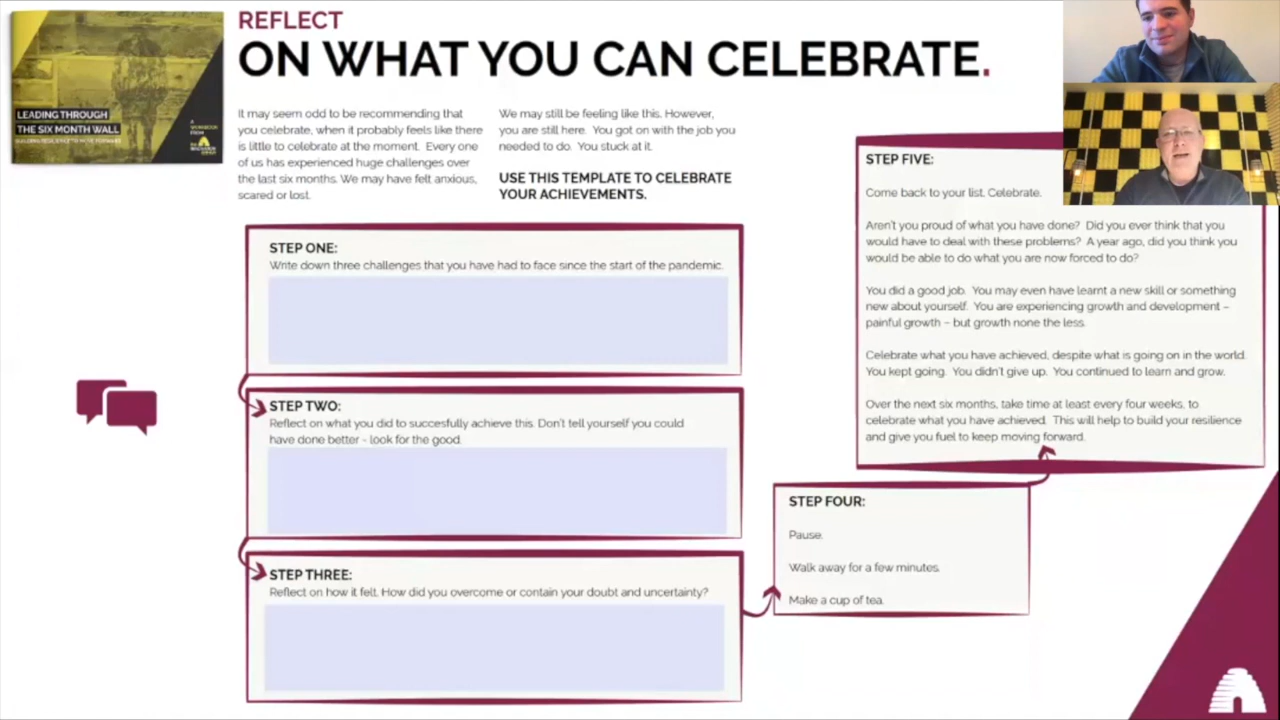 REFLECT
ON WHAT YOU CAN CELEBRATE.
LEADING THROUGH
THE SIX MONTH WALL
It may seem odd to be recommending that
you celebrate, when it probably feels like there
is little to celebrate at the moment. Every one
of us has experienced huge challenges over
the last six months. We may have felt anxious,
scared or lost.
We may still be feeling like this. However,
you are still here. You got on with the job you
needed to do. You stuck at it.
USE THIS TEMPLATE TO CELEBRATE
YOUR ACHIEVEMENTS.
STEP ONE:
Write down three challenges that you have had to face since the start of the pandemic.
STEP TWO:
Reflect on what you did to succesfully achieve this. Don't tell yourself you could
have done better - look for the good.
STEP THREE:
Reflect on how it felt. How did you overcome or contain your doubt and uncertainty?
STEP FOUR:
Pause.
Walk away for a few minutes.
Make a cup of tea.
STEP FIVE:
Come back to your list. Celebrate.
Aren't you proud of what you have done? Did you ever think that you
would have to deal with these problems? A year ago, did you think you
would be able to do what you are now forced to do?
You did a good job. You may even have learnt a new skill or something
new about yourself. You are experiencing growth and development –
painful growth – but growth none the less.
Celebrate what you have achieved, despite what is going on in the world.
You kept going. You didn't give up. You continued to learn and grow.
Over the next six months, take time at least every four weeks, to
celebrate what you have achieved. This will help to build your resilience
and give you fuel to keep moving forward.